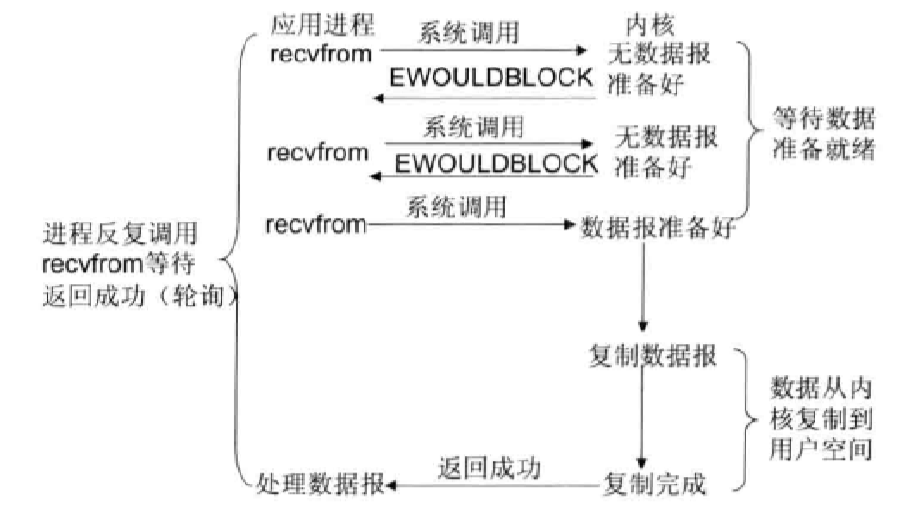 应用进程
系统调用
内核
recvfrom
无数据报
EWOULDBLOCK
准备好
系统调用
等待数据
准备就绪
recvfrom
无数据报
EWOULDBLOCK
准备好
系统调用
recvfrom
数据报准备好
进程反复调用
recvfrom等待
返回成功（轮询）
复制数据报
数据从内
核复制到
用户空间
返回成功
处理数据报
复制完成